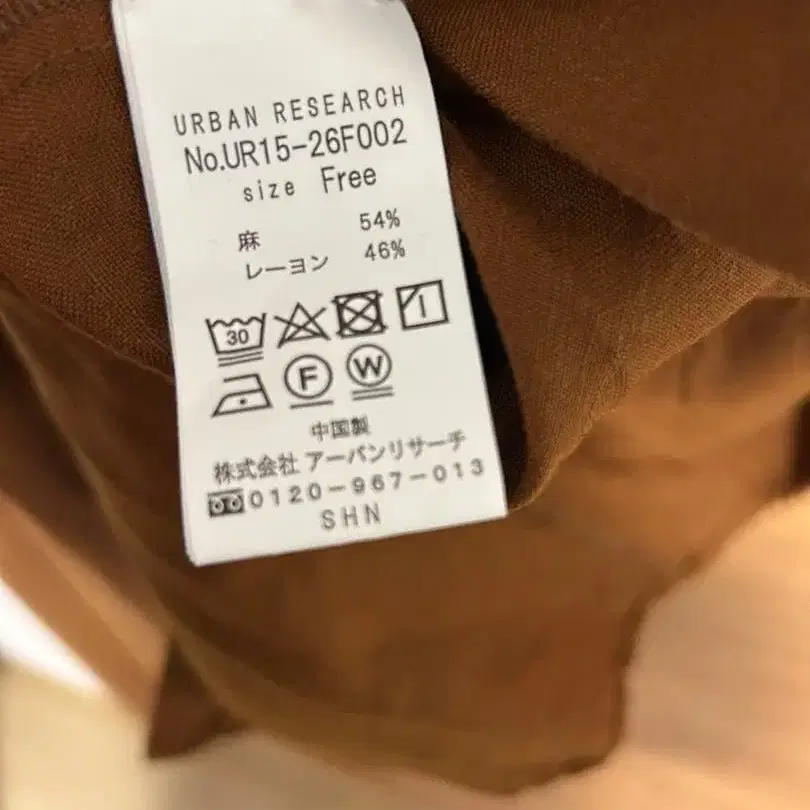 URBAN RESEARCH
No.UR15-26F002
size Free
麻 54%
レーヨン 46%
30
F W
中国製
株式会社 アーバンリサーチ
0120-967-013
SHN